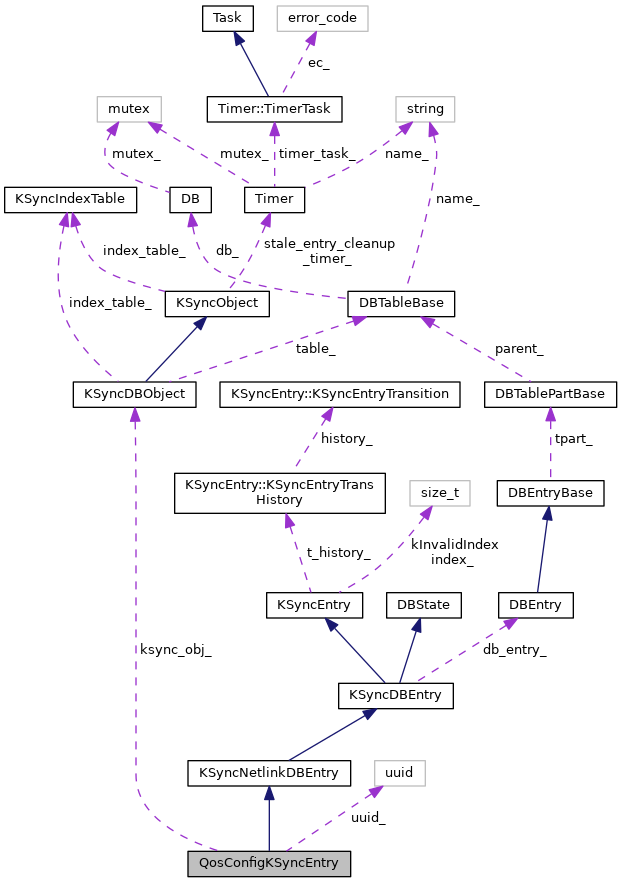 Task
error_code
ec_
mutex
Timer::TimerTask
string
mutex_
mutex_
timer_task_
name_
KSyncIndexTable
DB
Timer
name_
index_table_
db_
stale_entry_cleanup
_timer_
index_table_
KSyncObject
DBTableBase
table_
parent_
KSyncDBObject
KSyncEntry::KSyncEntryTransition
DBTablePartBase
history_
tpart_
KSyncEntry::KSyncEntryTrans
History
size_t
DBEntryBase
t_history_
kInvalidIndex
index_
KSyncEntry
DBState
DBEntry
ksync_obj_
db_entry_
KSyncDBEntry
KSyncNetlinkDBEntry
uuid
uuid_
QosConfigKSyncEntry